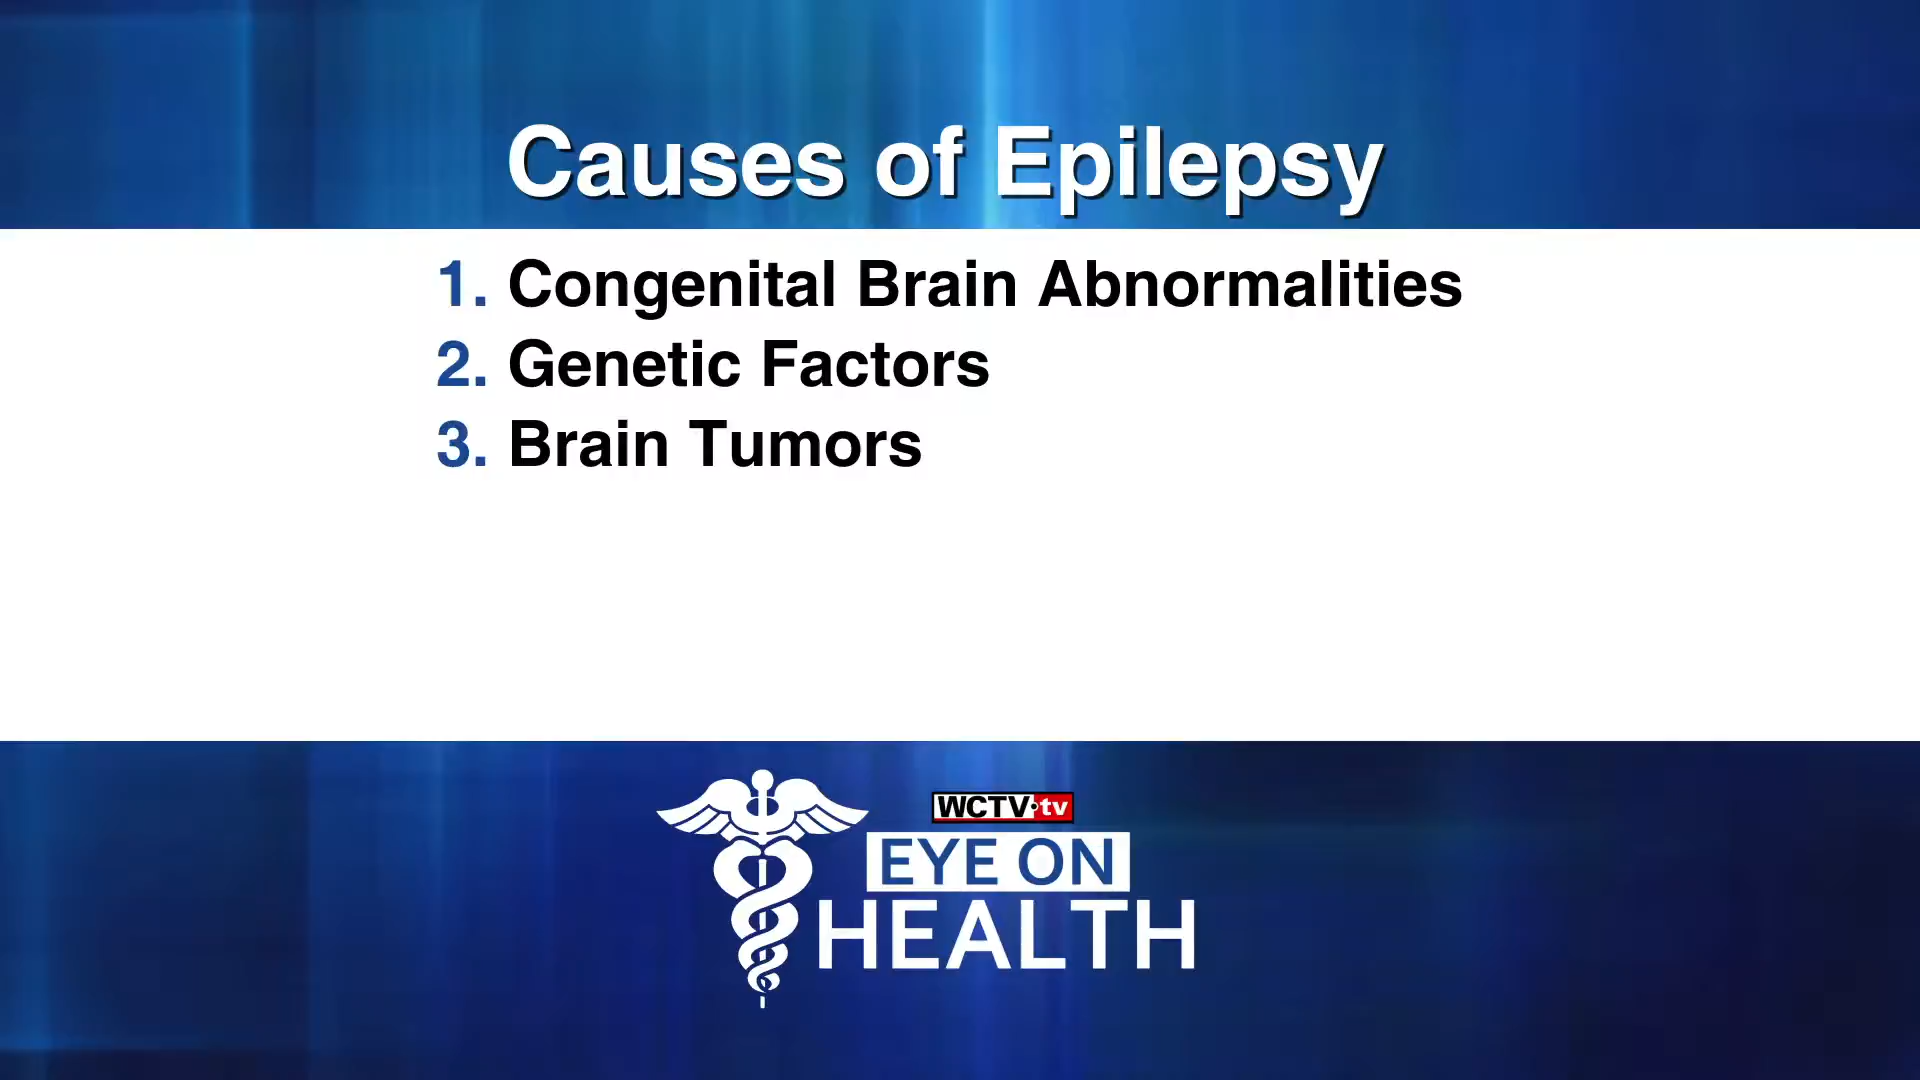 Causes of Epilepsy
1. Congenital Brain Abnormalities
2. Genetic Factors
3. Brain Tumors
WCTV•tv
EYE ON
HEALTH